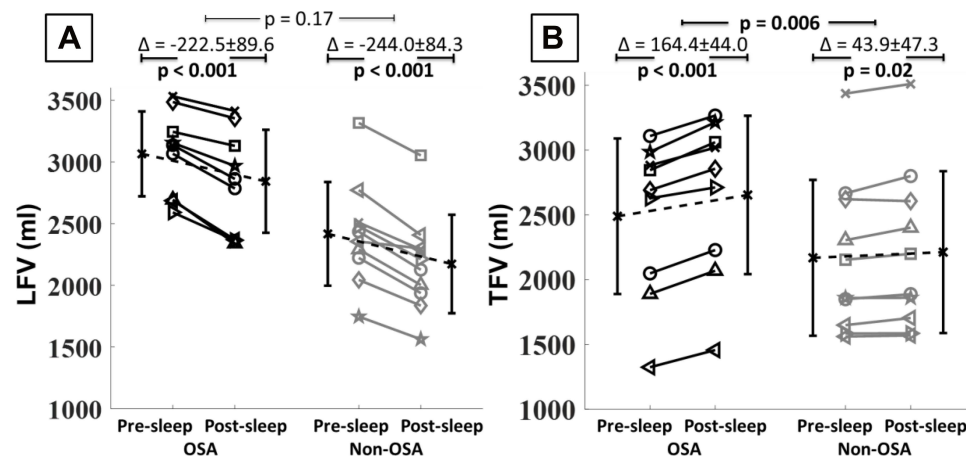 A
p = 0.17
Δ = -222.5±89.6
Δ = -244.0±84.3
p < 0.001
p < 0.001
LFV (ml)
3500
3000
2500
2000
1500
1000
Pre-sleep Post-sleep
OSA
Pre-sleep Post-sleep
Non-OSA
B
p = 0.006
Δ = 164.4±44.0
Δ = 43.9±47.3
p < 0.001
p = 0.02
TFV (ml)
3500
3000
2500
2000
1500
1000
Pre-sleep Post-sleep
OSA
Pre-sleep Post-sleep
Non-OSA